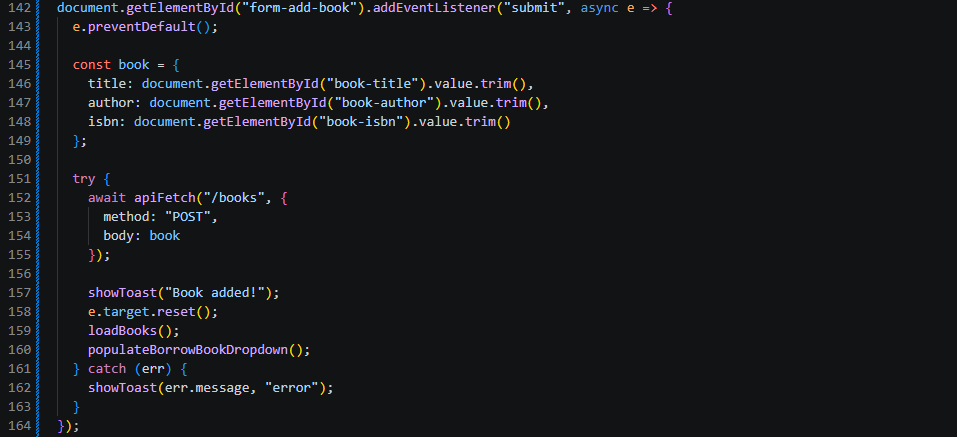 142 document.getElementById("form-add-book").addEventListener("submit", async e => {
143   e.preventDefault();
144
145   const book = {
146     title: document.getElementById("book-title").value.trim(),
147     author: document.getElementById("book-author").value.trim(),
148     isbn: document.getElementById("book-isbn").value.trim()
149   };
150
151   try {
152     await apiFetch("/books", {
153       method: "POST",
154       body: book
155     });
156
157     showToast("Book added!");
158     e.target.reset();
159     loadBooks();
160     populateBorrowBookDropdown();
161   } catch (err) {
162     showToast(err.message, "error");
163   }
164 });